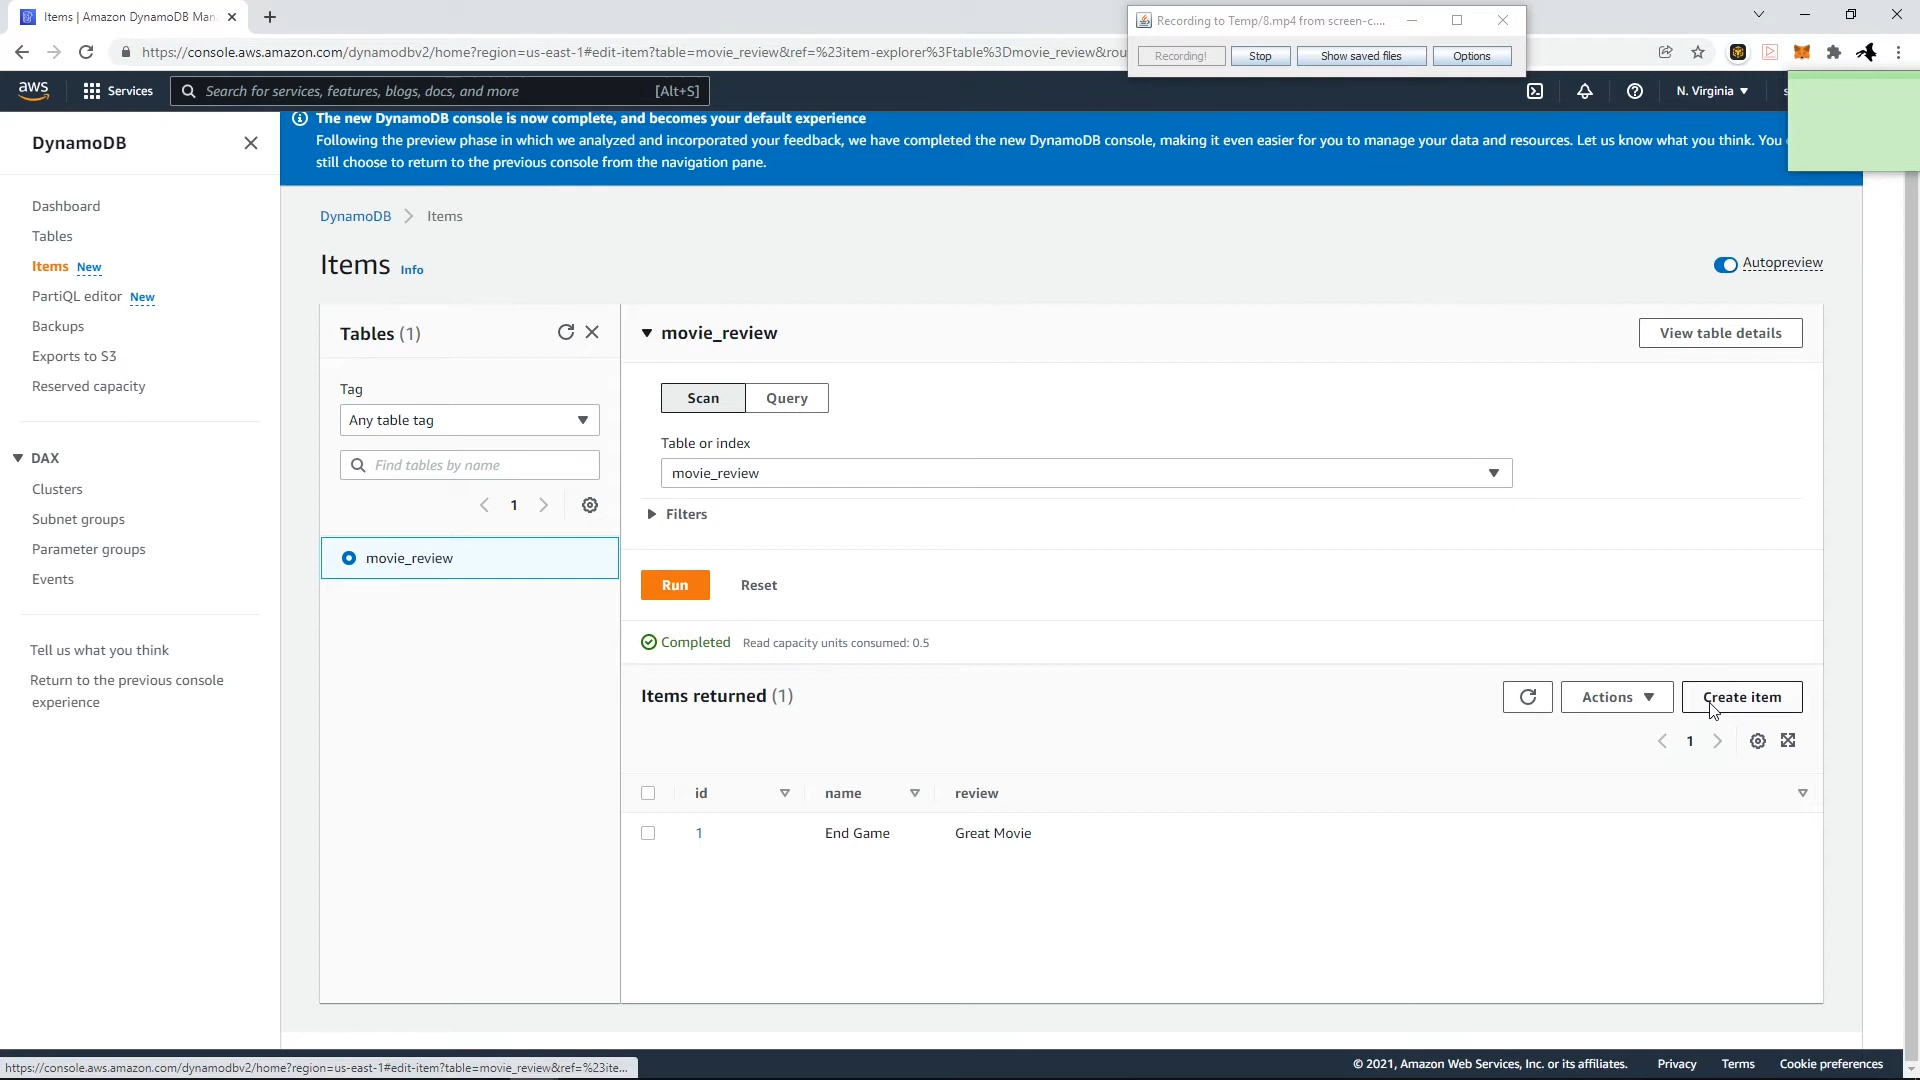 Items | Amazon DynamoDB Man
Recording to Temp/8.mp4 from screen-c....
https://console.aws.amazon.com/dynamodbv2/home?region=us-east-1#edit-item?table=movie_review&ref=%23item-explorer%3Ftable%3Dmovie_review&rou
Recording!
Stop
Show saved files
Options
aws
Services
Search for services, features, blogs, docs, and more
[Alt+S]
N. Virginia
The new DynamoDB console is now complete, and becomes your default experience
Following the preview phase in which we analyzed and incorporated your feedback, we have completed the new DynamoDB console, making it even easier for you to manage your data and resources. Let us know what you think. You
still choose to return to the previous console from the navigation pane.
DynamoDB
Dashboard
Tables
Items New
PartiQL editor New
Backups
Exports to S3
Reserved capacity
DAX
Clusters
Subnet groups
Parameter groups
Events
Tell us what you think
Return to the previous console
experience
DynamoDB
Items
Items Info
Autopreview
Tables (1)
Tag
Any table tag
Find tables by name
1
movie_review
movie_review
View table details
Scan
Query
Table or index
movie_review
Filters
Run
Reset
Completed
Read capacity units consumed: 0.5
Items returned (1)
Actions
Create item
1
id
name
review
1
End Game
Great Movie
https://console.aws.amazon.com/dynamodbv2/home?region=us-east-1#edit-item?table=movie_review&ref=%23ite...
© 2021, Amazon Web Services, Inc. or its affiliates.
Privacy
Terms
Cookie preferences